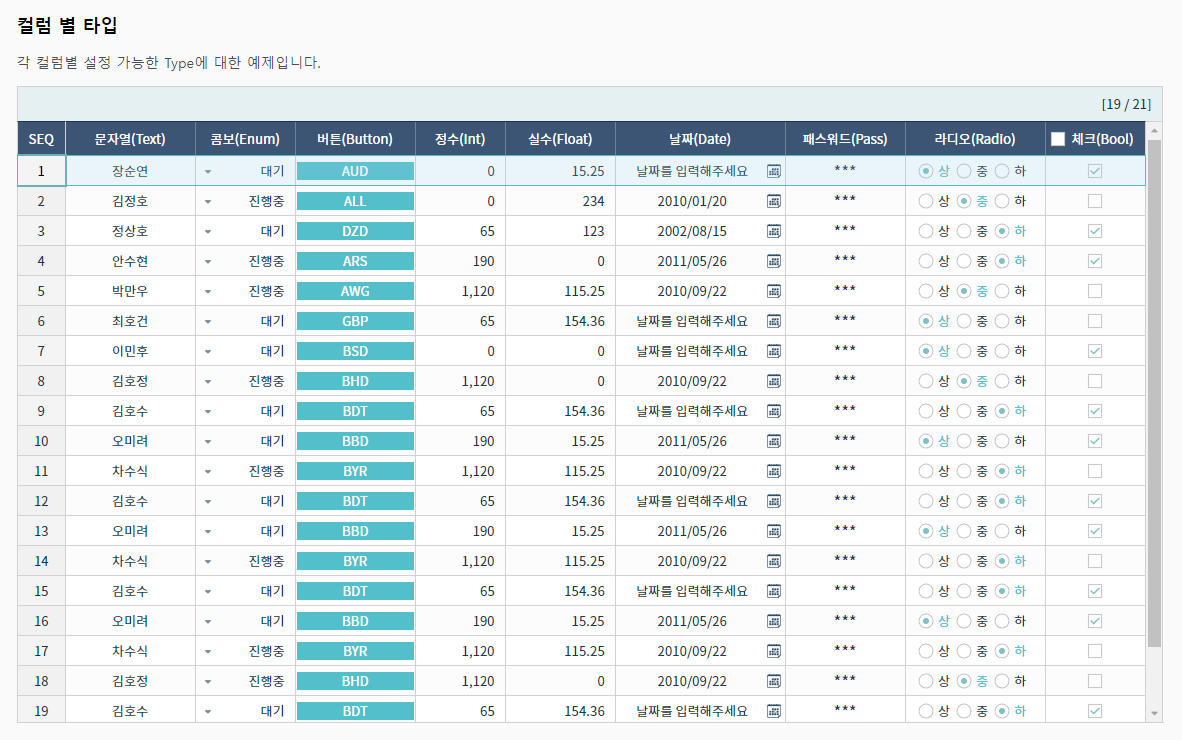 컬럼 별 타입
각 컬럼별 설정 가능한 Type에 대한 예제입니다.
[19 / 21]
SEQ 문자열(Text) 콤보(Enum) 버튼(Button) 정수(Int) 실수(Float) 날짜(Date) 패스워드(Pass) 라디오(Radio) 체크(Bool)
1 장순연 대기 AUD 0 15.25 날짜를 입력해주세요 *** 상 중 하
2 김정호 진행중 ALL 0 234 2010/01/20 *** 상 중 하
3 정상호 대기 DZD 65 123 2002/08/15 *** 상 중 하
4 안수현 진행중 ARS 190 0 2011/05/26 *** 상 중 하
5 박만우 진행중 AWG 1,120 115.25 2010/09/22 *** 상 중 하
6 최호건 대기 GBP 65 154.36 날짜를 입력해주세요 *** 상 중 하
7 이민후 대기 BSD 0 0 날짜를 입력해주세요 *** 상 중 하
8 김호정 진행중 BHD 1,120 0 2010/09/22 *** 상 중 하
9 김호수 대기 BDT 65 154.36 날짜를 입력해주세요 *** 상 중 하
10 오미려 대기 BBD 190 15.25 2011/05/26 *** 상 중 하
11 차수식 진행중 BYR 1,120 115.25 2010/09/22 *** 상 중 하
12 김호수 대기 BDT 65 154.36 날짜를 입력해주세요 *** 상 중 하
13 오미려 대기 BBD 190 15.25 2011/05/26 *** 상 중 하
14 차수식 진행중 BYR 1,120 115.25 2010/09/22 *** 상 중 하
15 김호수 대기 BDT 65 154.36 날짜를 입력해주세요 *** 상 중 하
16 오미려 대기 BBD 190 15.25 2011/05/26 *** 상 중 하
17 차수식 진행중 BYR 1,120 115.25 2010/09/22 *** 상 중 하
18 김호정 진행중 BHD 1,120 0 2010/09/22 *** 상 중 하
19 김호수 대기 BDT 65 154.36 날짜를 입력해주세요 *** 상 중 하